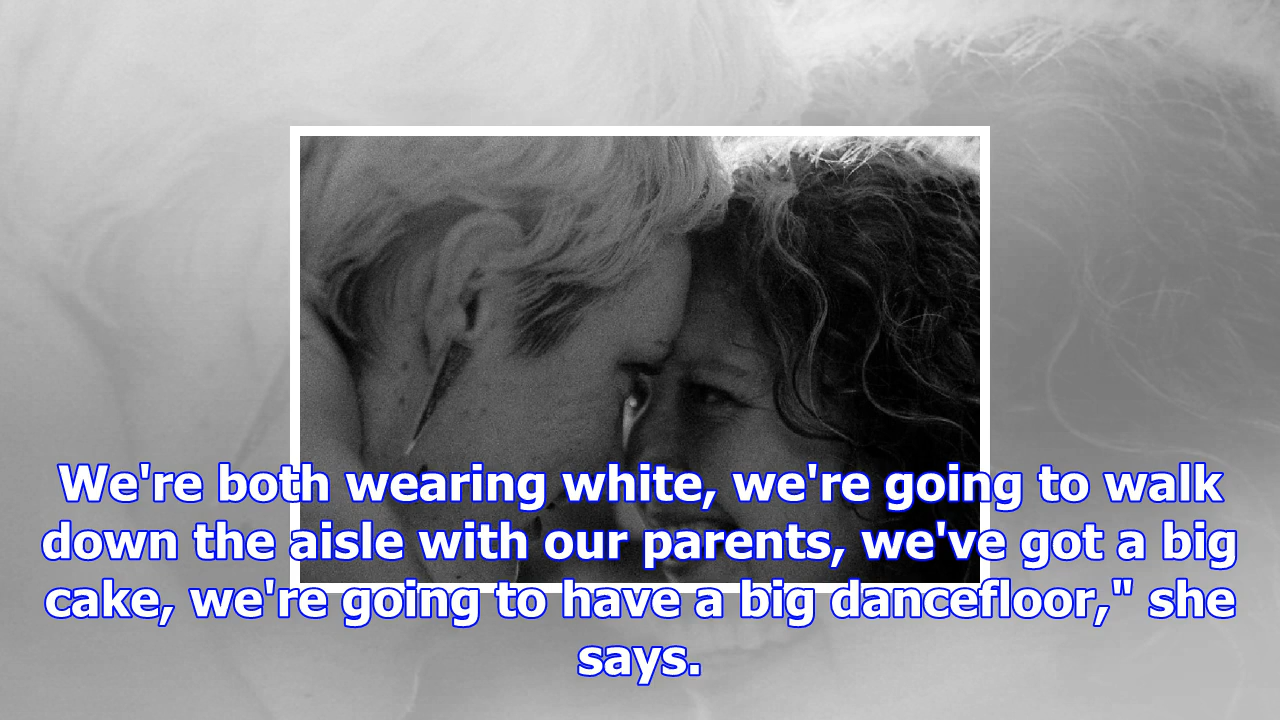 We're both wearing white, we're going to walk
down the aisle with our parents, we've got a big
cake, we're going to have a big dancefloor," she
says.